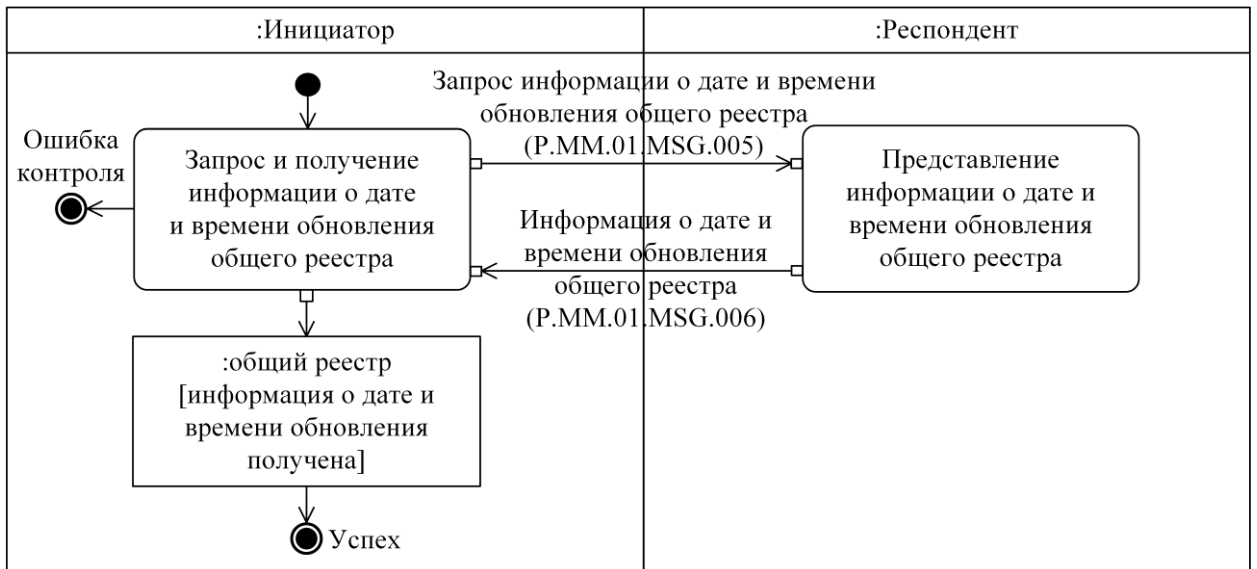 :Инициатор
:Респондент
Запрос информации о дате и времени
обновления общего реестра
(P.MM.01.MSG.005)
Ошибка
контроля
Запрос и получение
информации о дате
и времени обновления
общего реестра
Представление
информации о дате и
времени обновления
общего реестра
Информация о дате и
времени обновления
общего реестра
(P.MM.01.MSG.006)
:общий реестр
[информация о дате и
времени обновления
получена]
Успех